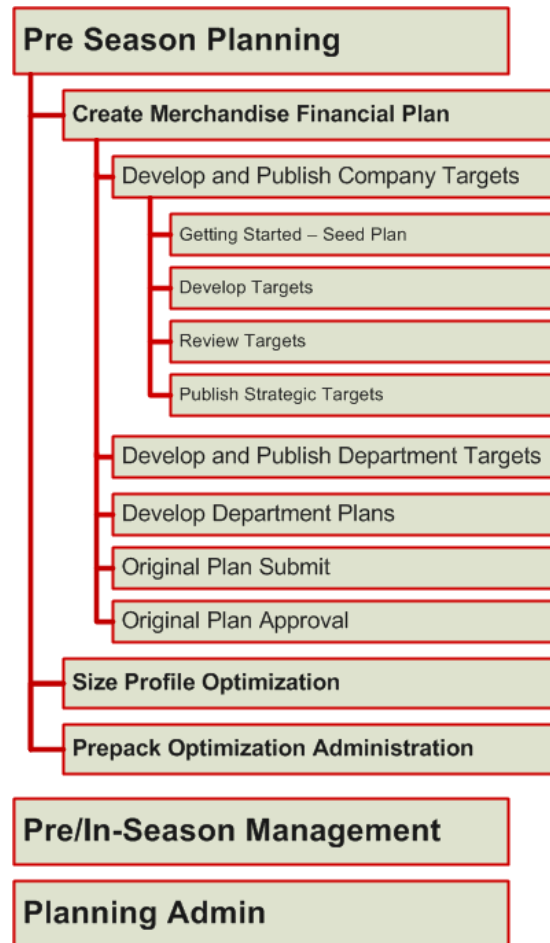 Pre Season Planning
Create Merchandise Financial Plan
Develop and Publish Company Targets
Getting Started – Seed Plan
Develop Targets
Review Targets
Publish Strategic Targets
Develop and Publish Department Targets
Develop Department Plans
Original Plan Submit
Original Plan Approval
Size Profile Optimization
Prepack Optimization Administration
Pre/In-Season Management
Planning Admin